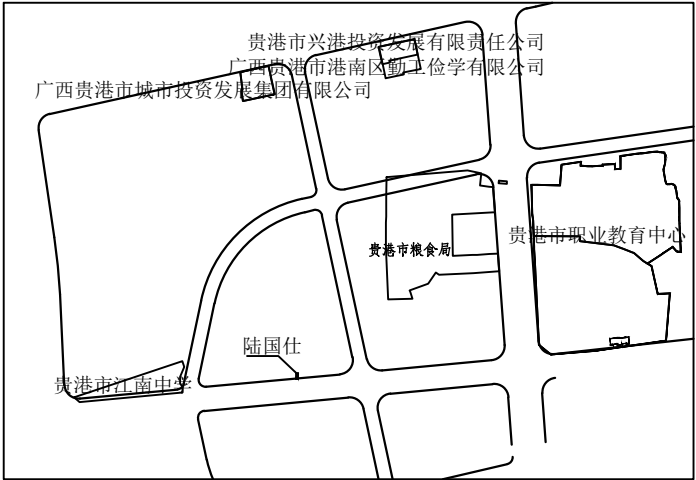 贵港市兴港投资发展有限责任公司
广西贵港市港南区勤工俭学有限公司
广西贵港市城市投资发展集团有限公司
贵港市职业教育中心
贵港市粮食局
陆国仕
贵港市江南中学